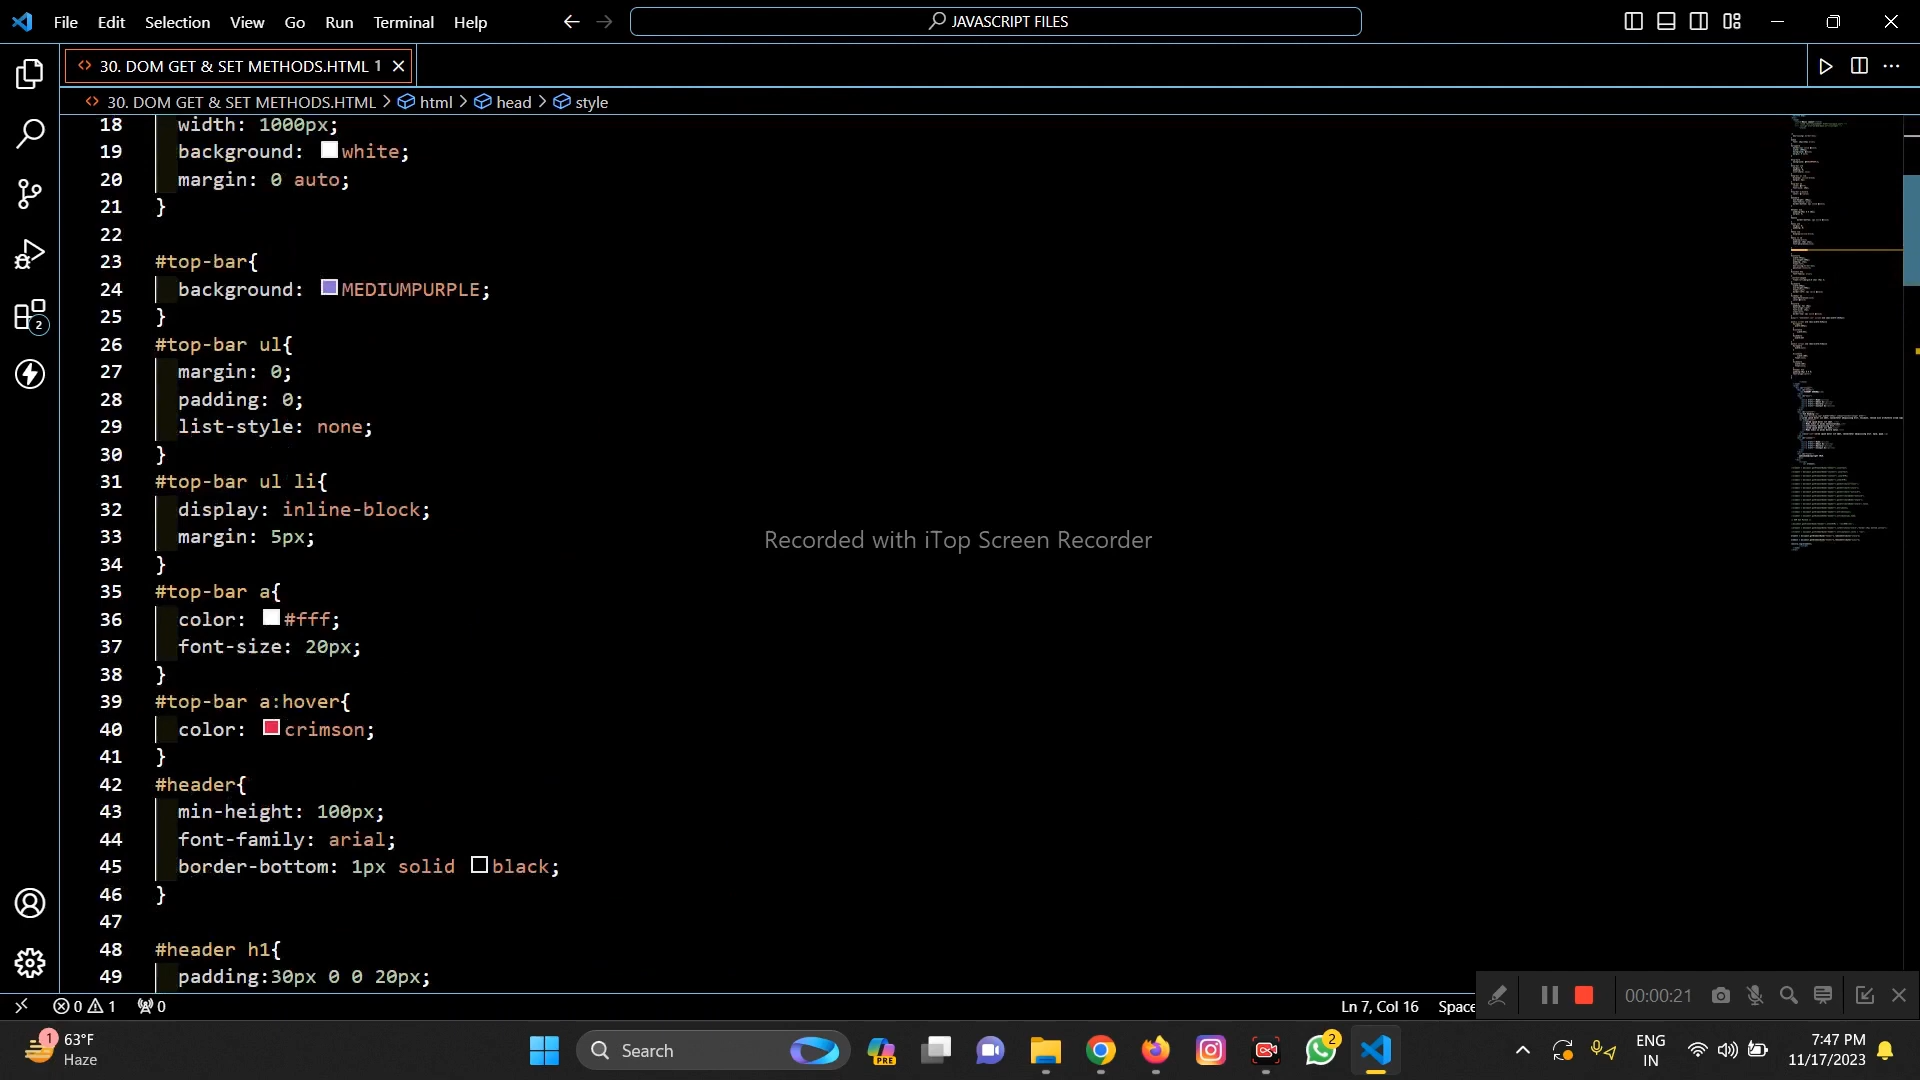 File Edit Selection View Go Run Terminal Help JAVASCRIPT FILES
30. DOM GET & SET METHODS.HTML 1
30. DOM GET & SET METHODS.HTML html head style
18 width: 1000px;
19 background: white;
20 margin: 0 auto;
21 }
22
23 #top-bar{
24 background: MEDIUMPURPLE;
25 }
26 #top-bar ul{
27 margin: 0;
28 padding: 0;
29 list-style: none;
30 }
31 #top-bar ul li{
32 display: inline-block;
33 margin: 5px;
34 }
35 #top-bar a{
36 color: #fff;
37 font-size: 20px;
38 }
39 #top-bar a:hover{
40 color: crimson;
41 }
42 #header{
43 min-height: 100px;
44 font-family: arial;
45 border-bottom: 1px solid black;
46 }
47
48 #header h1{
49 padding:30px 0 0 20px;
Recorded with iTop Screen Recorder
2
0 1 0
Ln 7, Col 16 Space
00:00:21
1
63°F
Haze
Search
PRE
2
ENG
IN
7:47 PM
11/17/2023